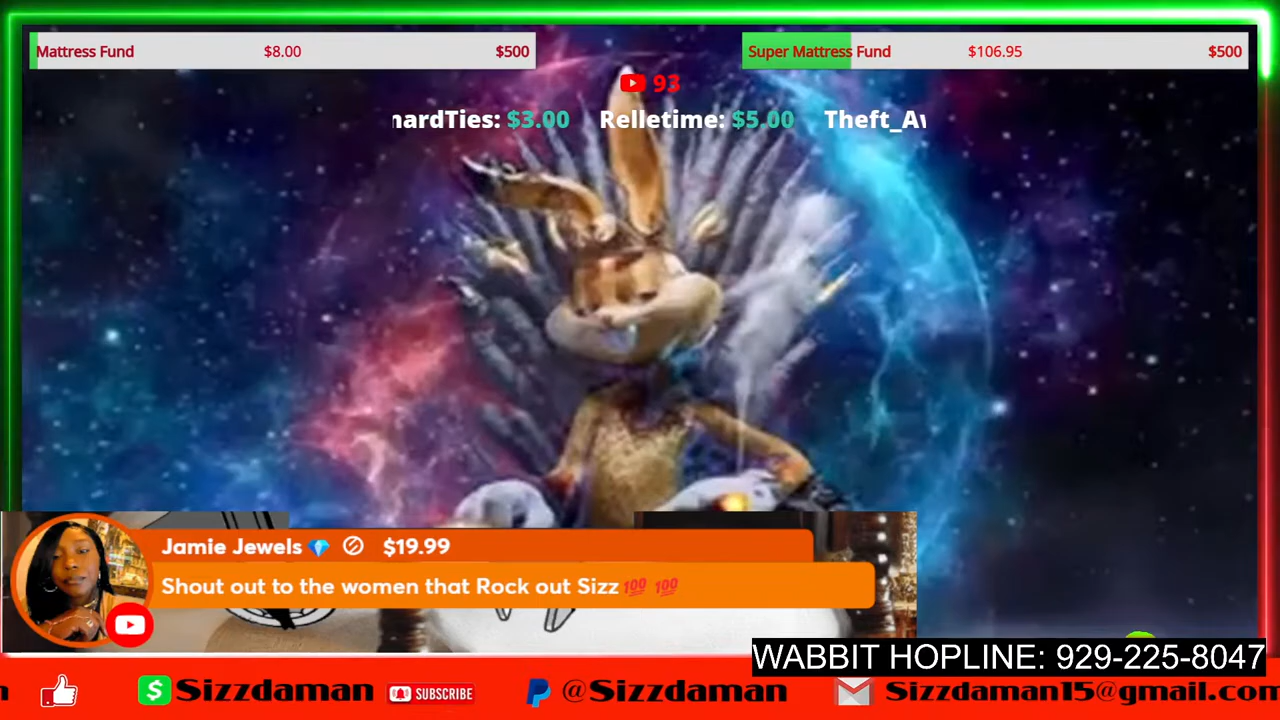 Mattress Fund $8.00 $500
Super Mattress Fund $106.95 $500
93
nardTies: $3.00 Relletime: $5.00 Theft_Av
Jamie Jewels 💎 $19.99
Shout out to the women that Rock out Sizz💯 💯
WABBIT HOPLINE: 929-225-8047
$ Sizzdaman SUBSCRIBE @Sizzdaman Sizzdaman15@gmail.com